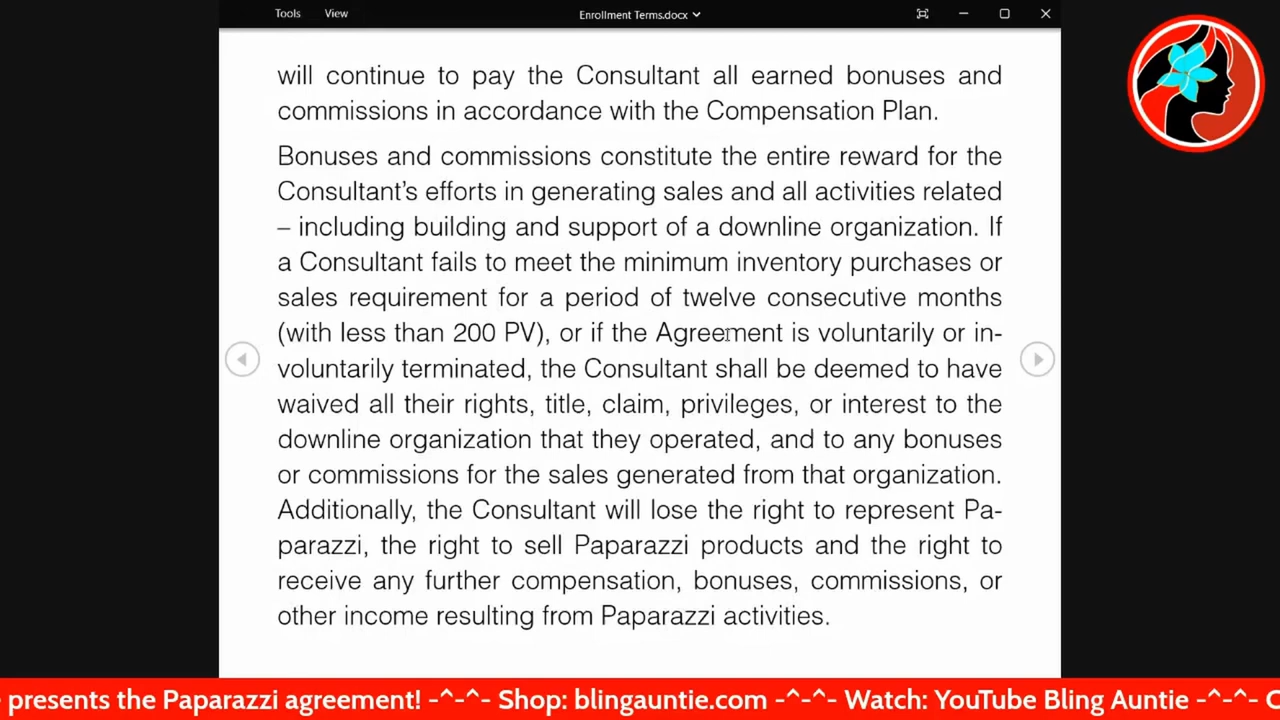 Tools View Enrollment Terms.docx
will continue to pay the Consultant all earned bonuses and
commissions in accordance with the Compensation Plan.
Bonuses and commissions constitute the entire reward for the
Consultant's efforts in generating sales and all activities related
– including building and support of a downline organization. If
a Consultant fails to meet the minimum inventory purchases or
sales requirement for a period of twelve consecutive months
(with less than 200 PV), or if the Agreement is voluntarily or in-
voluntarily terminated, the Consultant shall be deemed to have
waived all their rights, title, claim, privileges, or interest to the
downline organization that they operated, and to any bonuses
or commissions for the sales generated from that organization.
Additionally, the Consultant will lose the right to represent Pa-
parazzi, the right to sell Paparazzi products and the right to
receive any further compensation, bonuses, commissions, or
other income resulting from Paparazzi activities.
presents the Paparazzi agreement! -^-^- Shop: blingauntie.com -^-^- Watch: YouTube Bling Auntie -^-^-